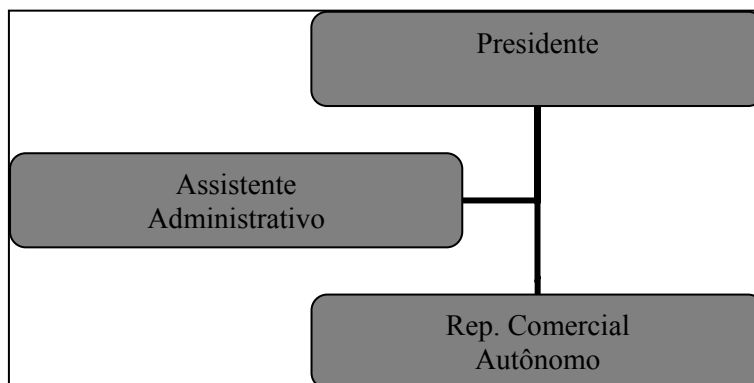 Presidente
Assistente
Administrativo
Rep. Comercial
Autônomo